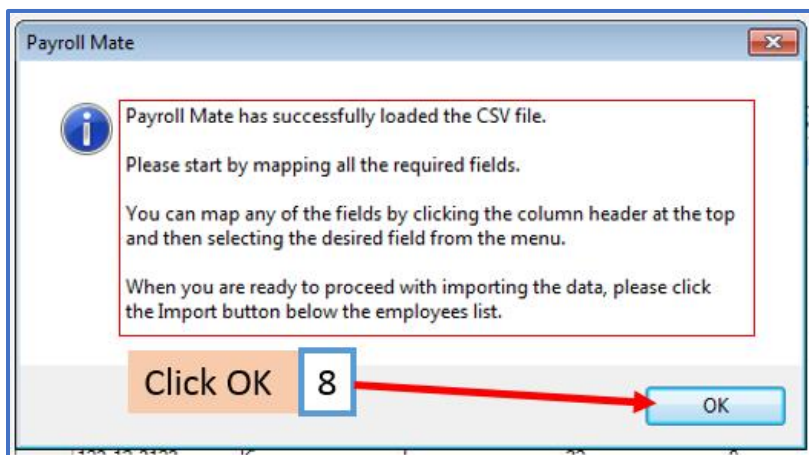 Payroll Mate
Payroll Mate has successfully loaded the CSV file.
Please start by mapping all the required fields.
You can map any of the fields by clicking the column header at the top
and then selecting the desired field from the menu.
When you are ready to proceed with importing the data, please click
the Import button below the employees list.
Click OK 8
OK